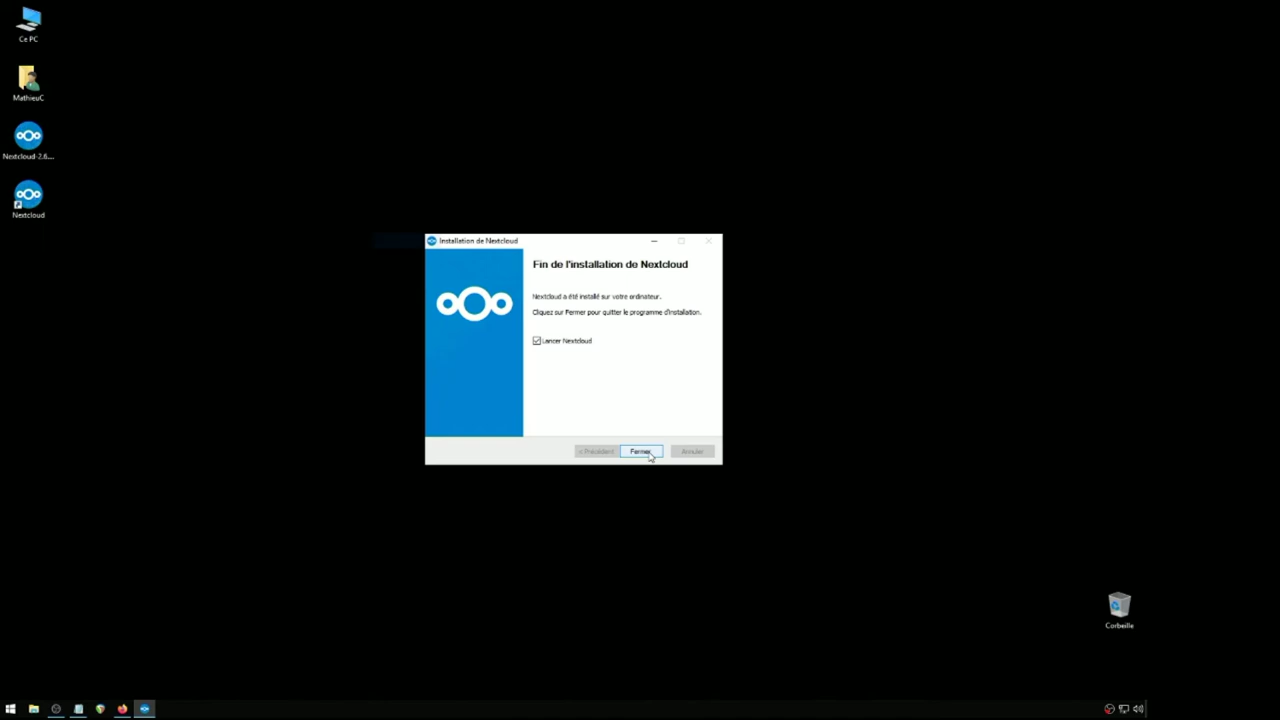 Ce PC
MathieuC
Nextcloud-2.6....
Nextcloud
Installation de Nextcloud
Fin de l'installation de Nextcloud
Nextcloud a été installé sur votre ordinateur.
Cliquez sur Fermer pour quitter le programme d'installation.
Lancer Nextcloud
< Précédent
Fermer
Annuler
Corbeille